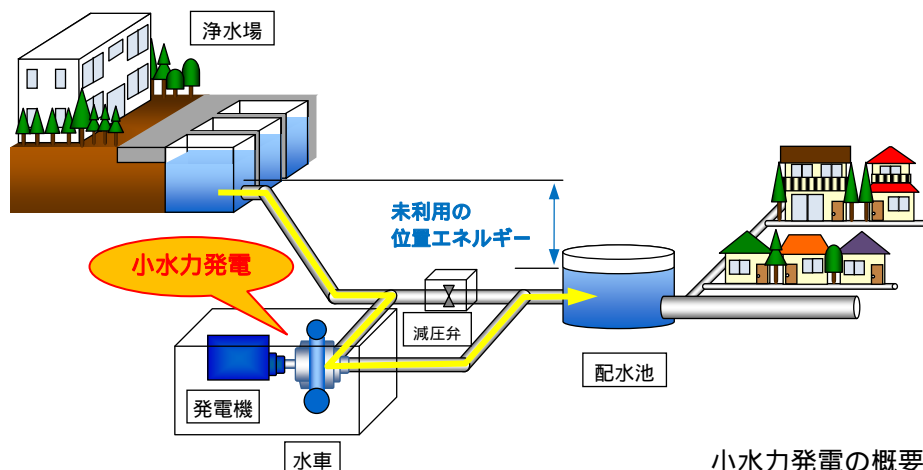 浄水場
未利用の
位置エネルギー
小水力発電
減圧弁
配水池
発電機
水車
小水力発電の概要